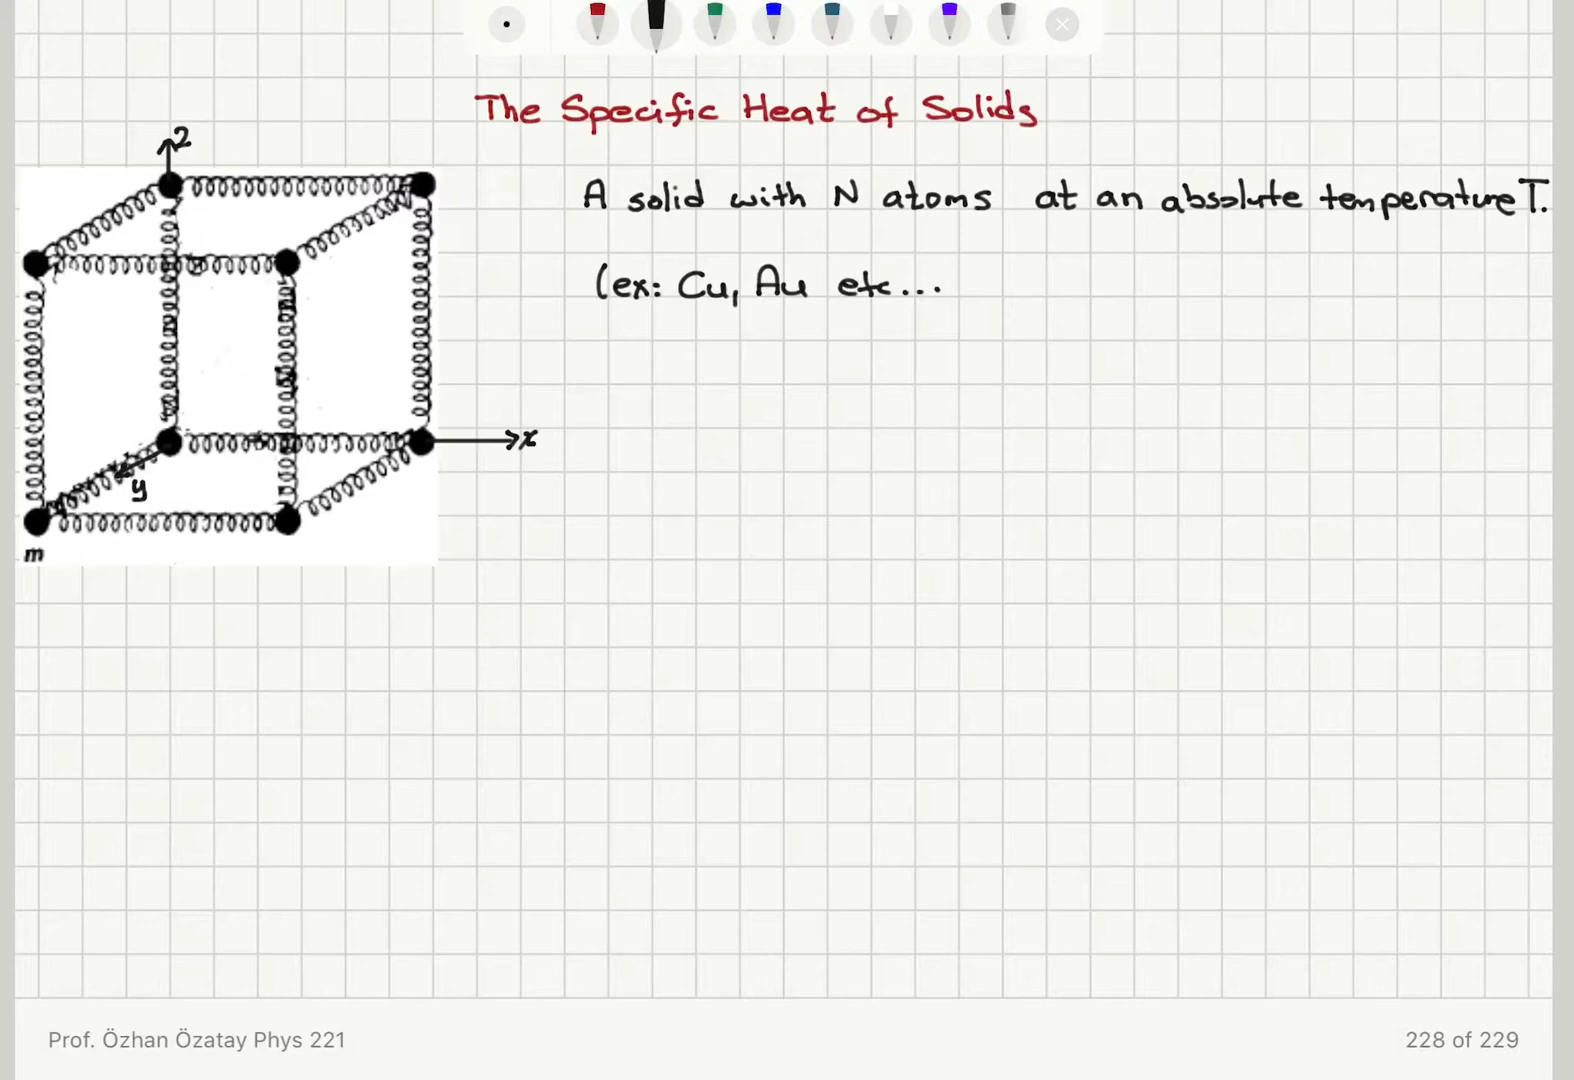 The Specific Heat of Solids
z
A solid with N atoms at an absolute temperature T.
(ex: Cu, Au etc...
x
y
m
Prof. Özhan Özatay Phys 221
228 of 229